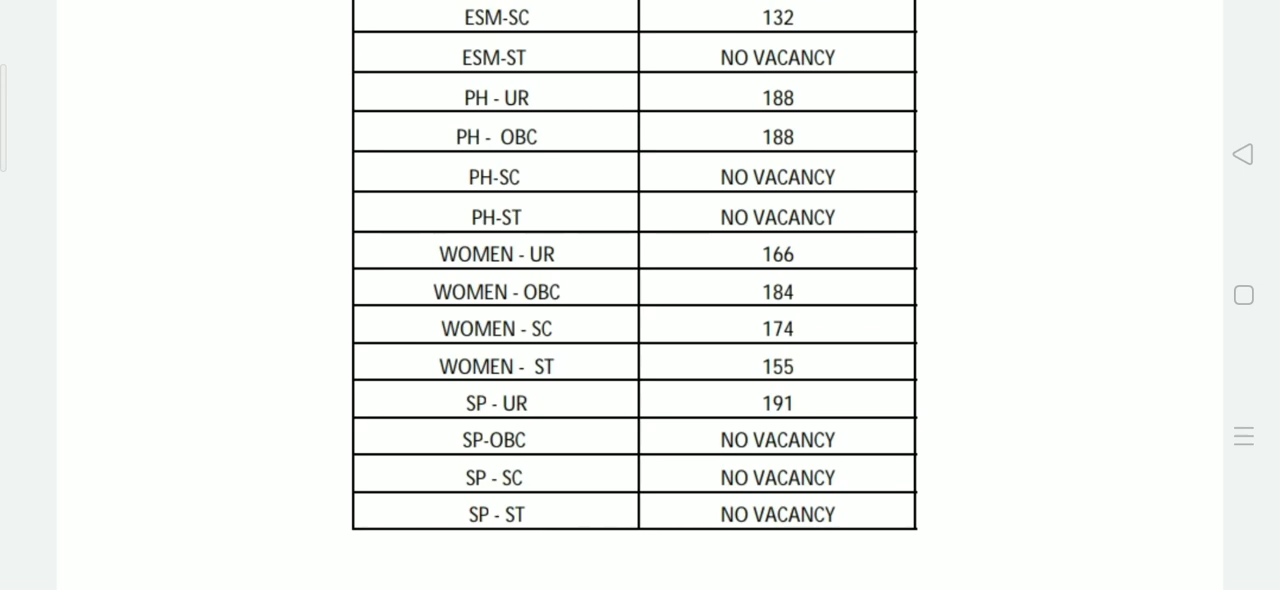 ESM-SC 132
ESM-ST NO VACANCY
PH - UR 188
PH - OBC 188
PH-SC NO VACANCY
PH-ST NO VACANCY
WOMEN - UR 166
WOMEN - OBC 184
WOMEN - SC 174
WOMEN - ST 155
SP - UR 191
SP-OBC NO VACANCY
SP - SC NO VACANCY
SP - ST NO VACANCY